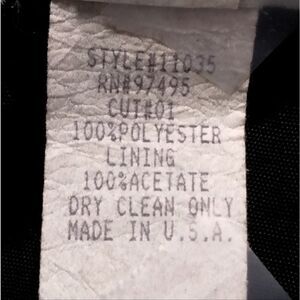 STYLE#11035
RN#97495
CUT#01
100%POLYESTER
LINING
100%ACETATE
DRY CLEAN ONLY
MADE IN U.S.A.